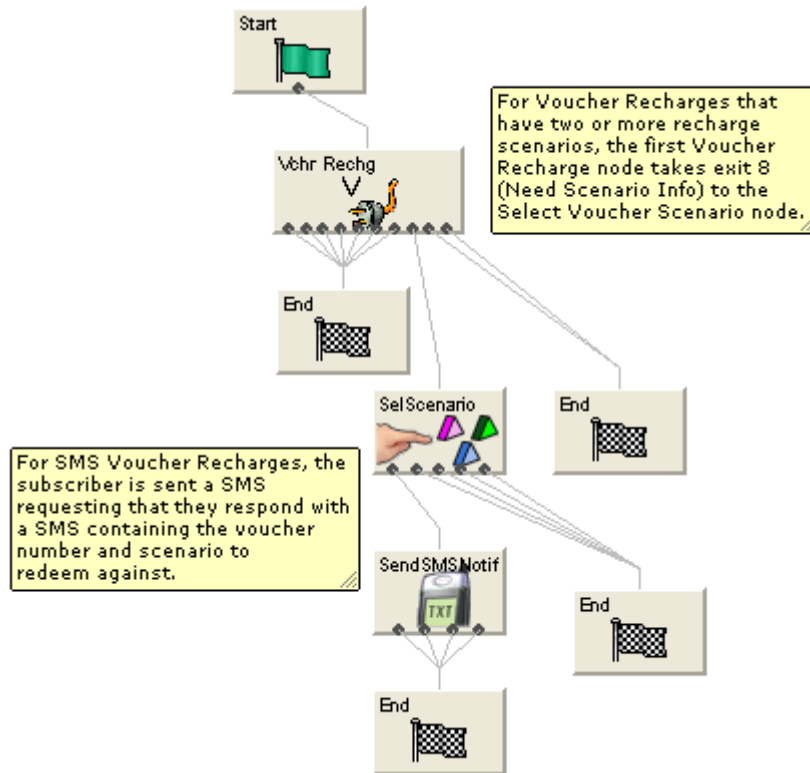 Start
For Voucher Recharges that
have two or more recharge
scenarios, the first Voucher
Recharge node takes exit 8
(Need Scenario Info) to the
Select Voucher Scenario node.
Vchr Rechg
End
SelScenario
End
For SMS Voucher Recharges, the
subscriber is sent a SMS
requesting that they respond with
a SMS containing the voucher
number and scenario to
redeem against.
SendSMSNotif
TXT
End
End